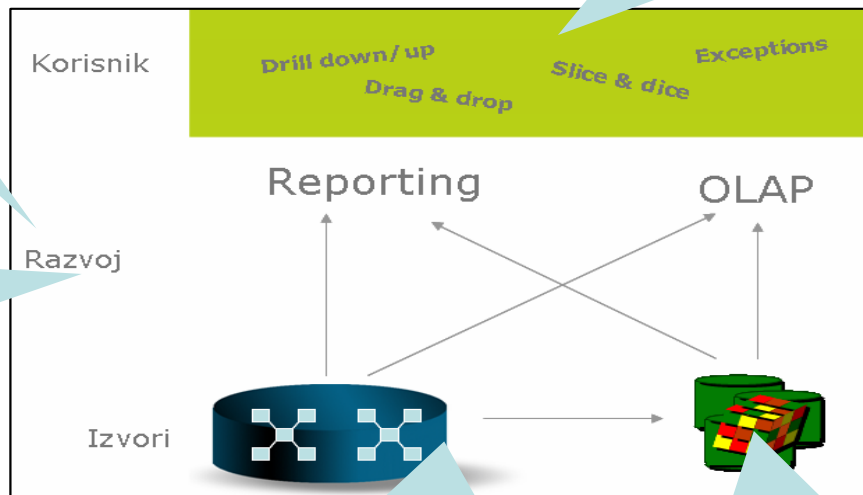 Korisnik
Drill down/up
Drag & drop
Slice & dice
Exceptions
Reporting
OLAP
Razvoj
Izvori